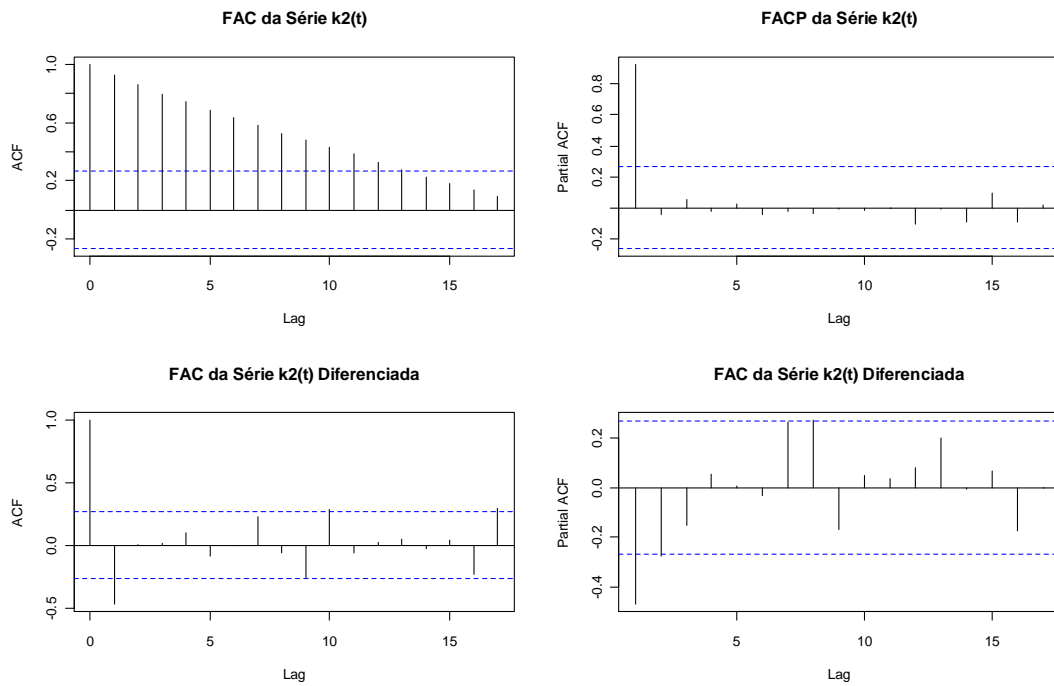 FAC da Série k2(t)
ACF
1.0
0.6
0.2
-0.2
0
5
10
15
Lag
FACP da Série k2(t)
Partial ACF
0.8
0.6
0.4
0.2
-0.2
5
10
15
Lag
FAC da Série k2(t) Diferenciada
ACF
1.0
0.5
0.0
-0.5
0
5
10
15
Lag
FAC da Série k2(t) Diferenciada
Partial ACF
0.2
0.0
-0.2
-0.4
5
10
15
Lag